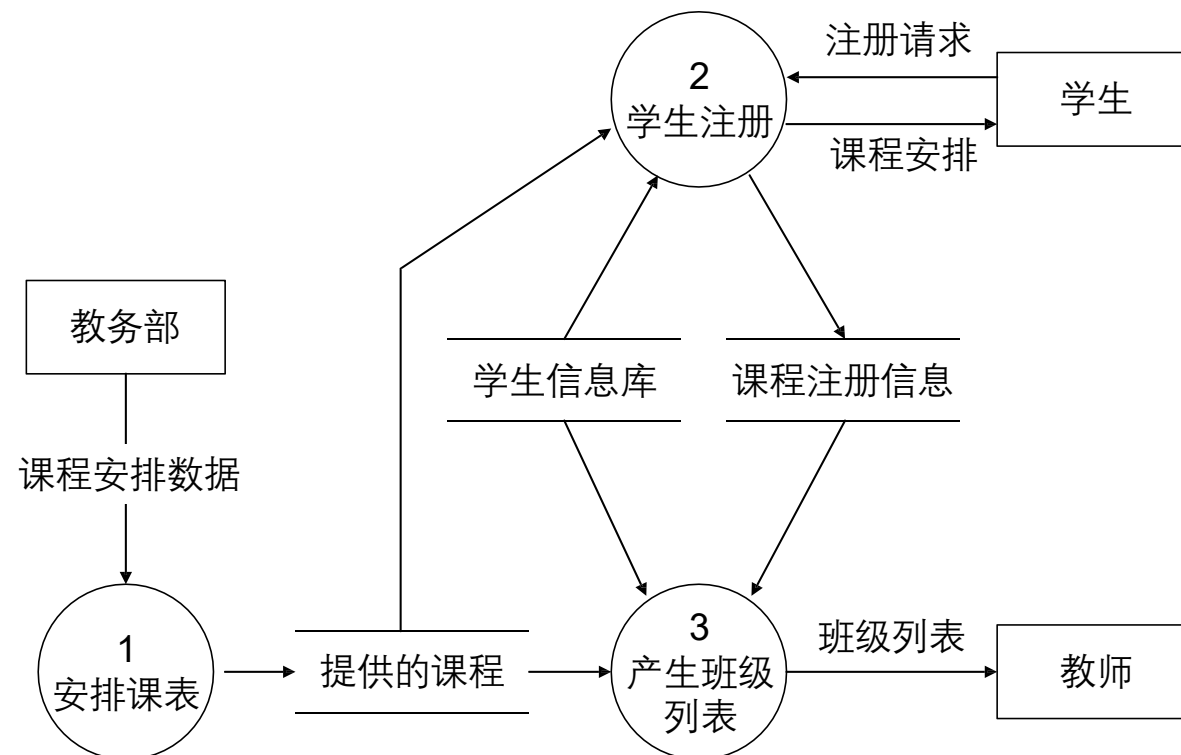 注册请求
2
学生注册
学生
课程安排
教务部
学生信息库
课程注册信息
课程安排数据
1
安排课表
提供的课程
3
产生班级
列表
班级列表
教师